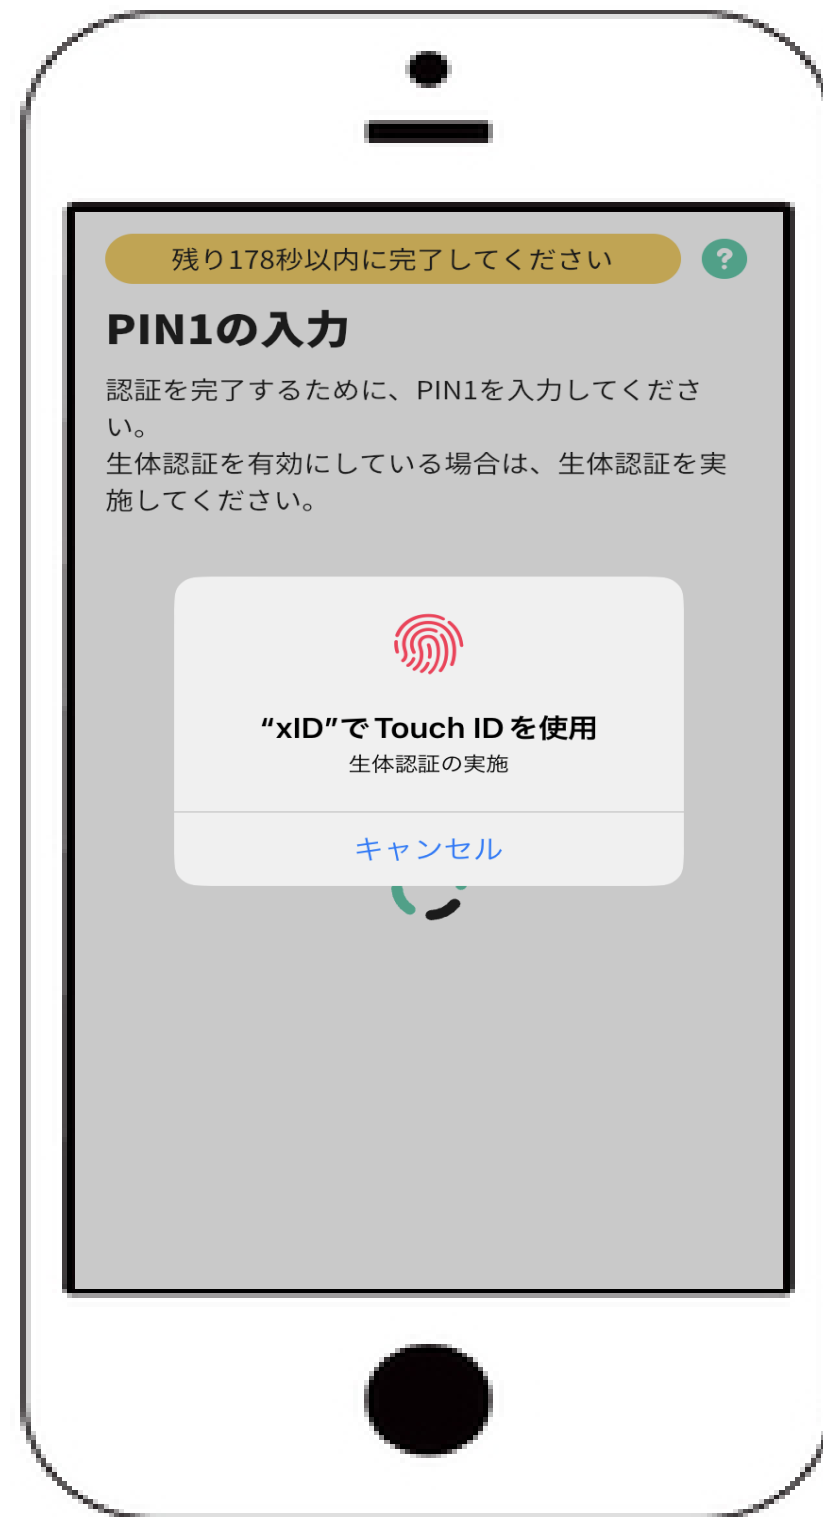 残り178秒以内に完了してください
?
PIN1の入力
認証を完了するために、PIN1を入力してくださ
い。
生体認証を有効にしている場合は、生体認証を実
施してください。
“xID”でTouch IDを使用
生体認証の実施
キャンセル